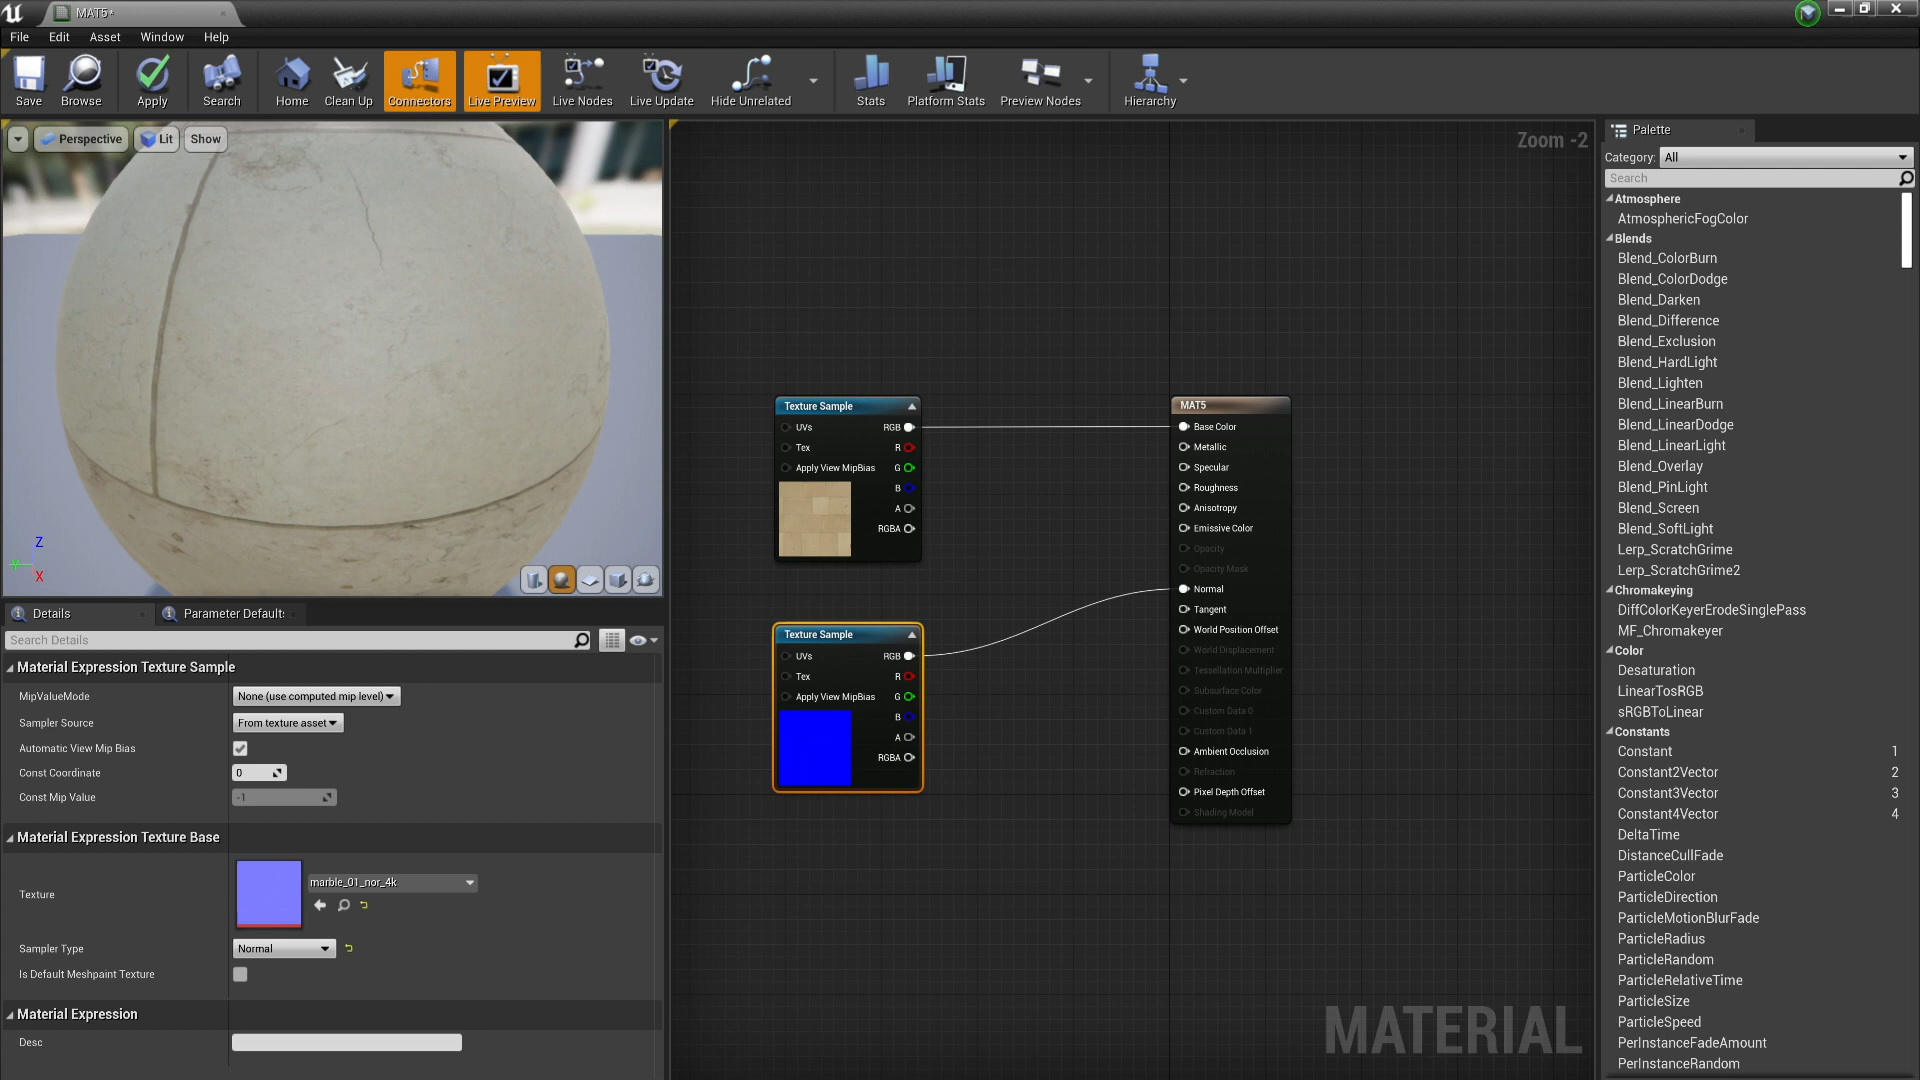 MAT5*
File Edit Asset Window Help
Save Browse Apply Search Home Clean Up Connectors Live Preview Live Nodes Live Update Hide Unrelated Stats Platform Stats Preview Nodes Hierarchy
Perspective Lit Show
Z
Y
X
Details Parameter Defaults
Search Details
Material Expression Texture Sample
MipValueMode None (use computed mip level)
Sampler Source From texture asset
Automatic View Mip Bias
Const Coordinate 0
Const Mip Value -1
Material Expression Texture Base
Texture marble_01_nor_4k
Sampler Type Normal
Is Default Meshpaint Texture
Material Expression
Desc
Zoom -2
Texture Sample
UVs RGB
Tex R
Apply View MipBias G
B
A
RGBA
Texture Sample
UVs RGB
Tex R
Apply View MipBias G
B
A
RGBA
MAT5
Base Color
Metallic
Specular
Roughness
Anisotropy
Emissive Color
Opacity
Opacity Mask
Normal
Tangent
World Position Offset
World Displacement
Tessellation Multiplier
Subsurface Color
Custom Data 0
Custom Data 1
Ambient Occlusion
Refraction
Pixel Depth Offset
Shading Model
MATERIAL
Palette
Category: All
Search
Atmosphere
AtmosphericFogColor
Blends
Blend_ColorBurn
Blend_ColorDodge
Blend_Darken
Blend_Difference
Blend_Exclusion
Blend_HardLight
Blend_Lighten
Blend_LinearBurn
Blend_LinearDodge
Blend_LinearLight
Blend_Overlay
Blend_PinLight
Blend_Screen
Blend_SoftLight
Lerp_ScratchGrime
Lerp_ScratchGrime2
Chromakeying
DiffColorKeyerErodeSinglePass
MF_Chromakeyer
Color
Desaturation
LinearTosRGB
sRGBToLinear
Constants
Constant 1
Constant2Vector 2
Constant3Vector 3
Constant4Vector 4
DeltaTime
DistanceCullFade
ParticleColor
ParticleDirection
ParticleMotionBlurFade
ParticleRadius
ParticleRandom
ParticleRelativeTime
ParticleSize
ParticleSpeed
PerInstanceFadeAmount
PerInstanceRandom